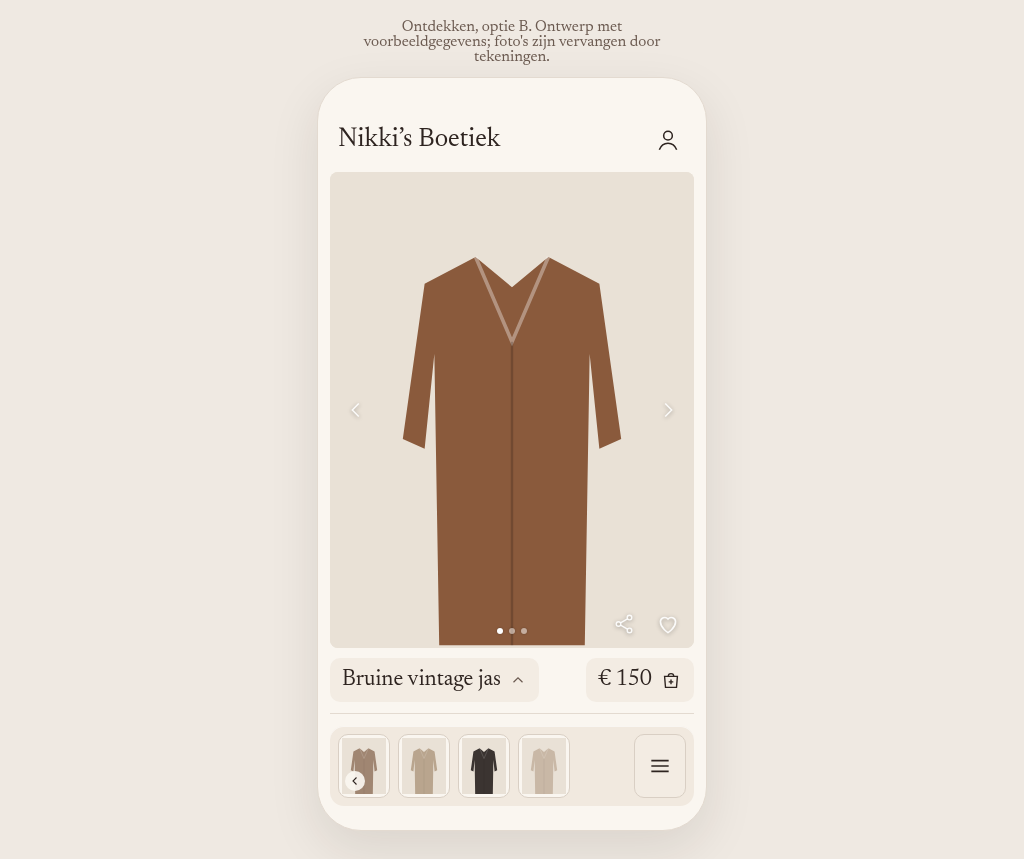 Ontdekken, optie B. Ontwerp met
voorbeeldgegevens; foto's zijn vervangen door
tekeningen.
Nikki’s Boetiek
Bruine vintage jas
€ 150